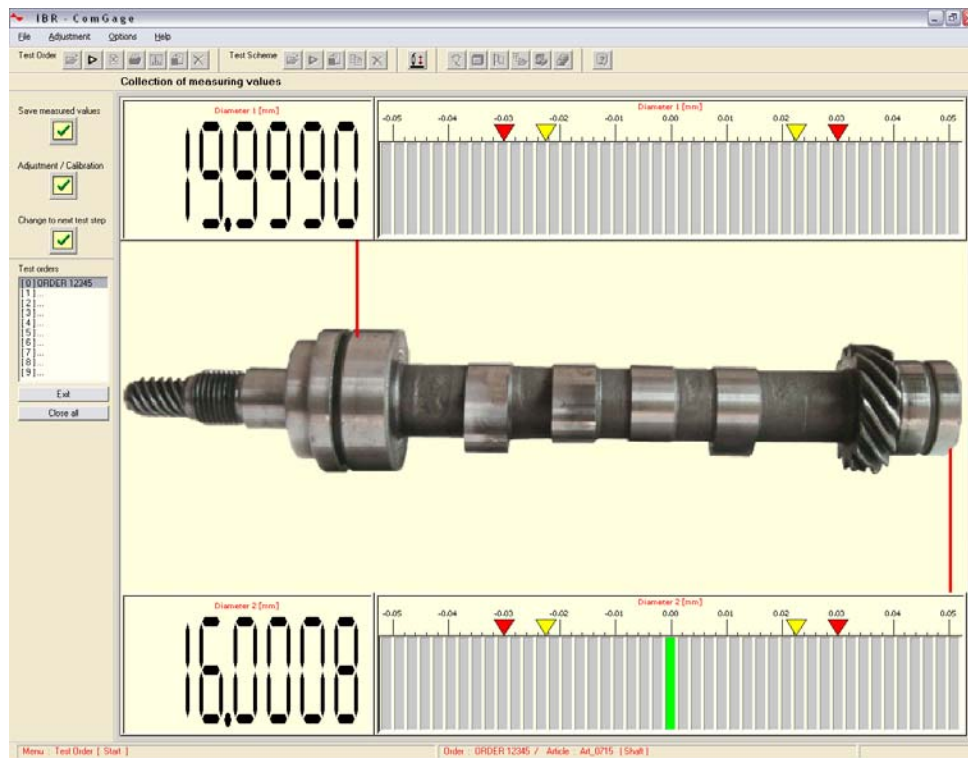 IBR - ComGage
File Adjustment Options Help
Test Order Test Scheme
Collection of measuring values
Save measured values
Adjustment / Calibration
Change to next test step
Test orders
[0] ORDER 12345
[1]...
[2]...
[3]...
[4]...
[5]...
[6]...
[7]...
[8]...
[9]...
Exit
Close all
Diameter 1 [mm]
19.9990
Diameter 1 [mm]
-0.05 -0.04 -0.03 -0.02 -0.01 0.00 0.01 0.02 0.03 0.05
Diameter 2 [mm]
16.0008
Diameter 2 [mm]
-0.05 -0.04 -0.03 -0.02 -0.01 0.00 0.01 0.02 0.03 0.05
Menu : Test Order [ Start ]
Order : ORDER 12345 / Article : Art_0715 [ Shaft ]